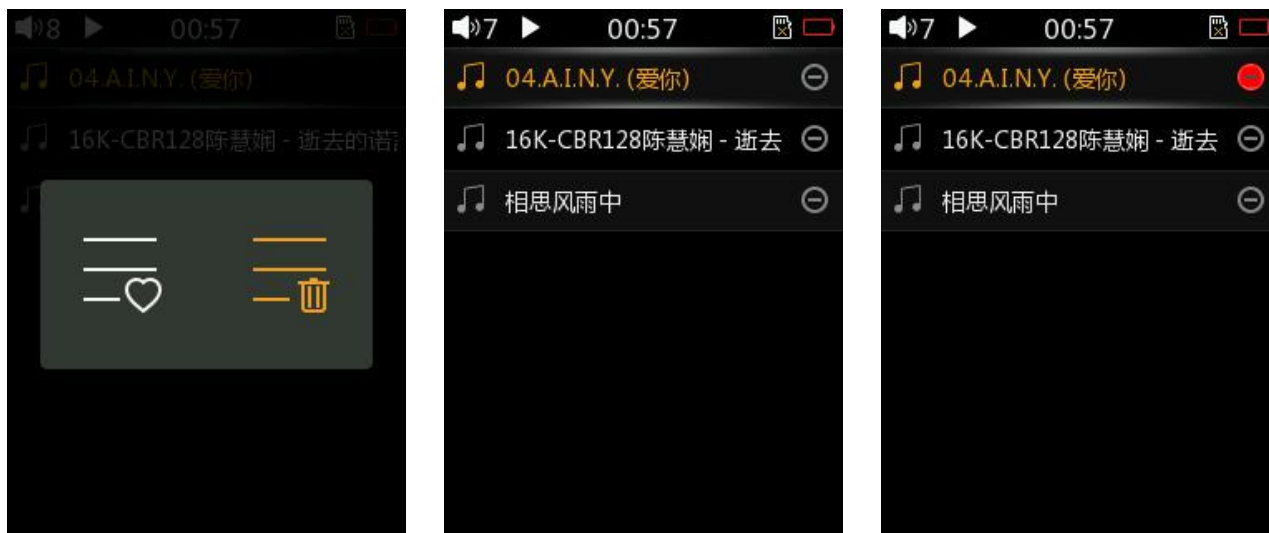 8 00:57
04.A.I.N.Y. (爱你)
16K-CBR128陈慧娴 - 逝去的诺言
7 00:57
04.A.I.N.Y. (爱你)
16K-CBR128陈慧娴 - 逝去
相思风雨中
7 00:57
04.A.I.N.Y. (爱你)
16K-CBR128陈慧娴 - 逝去
相思风雨中